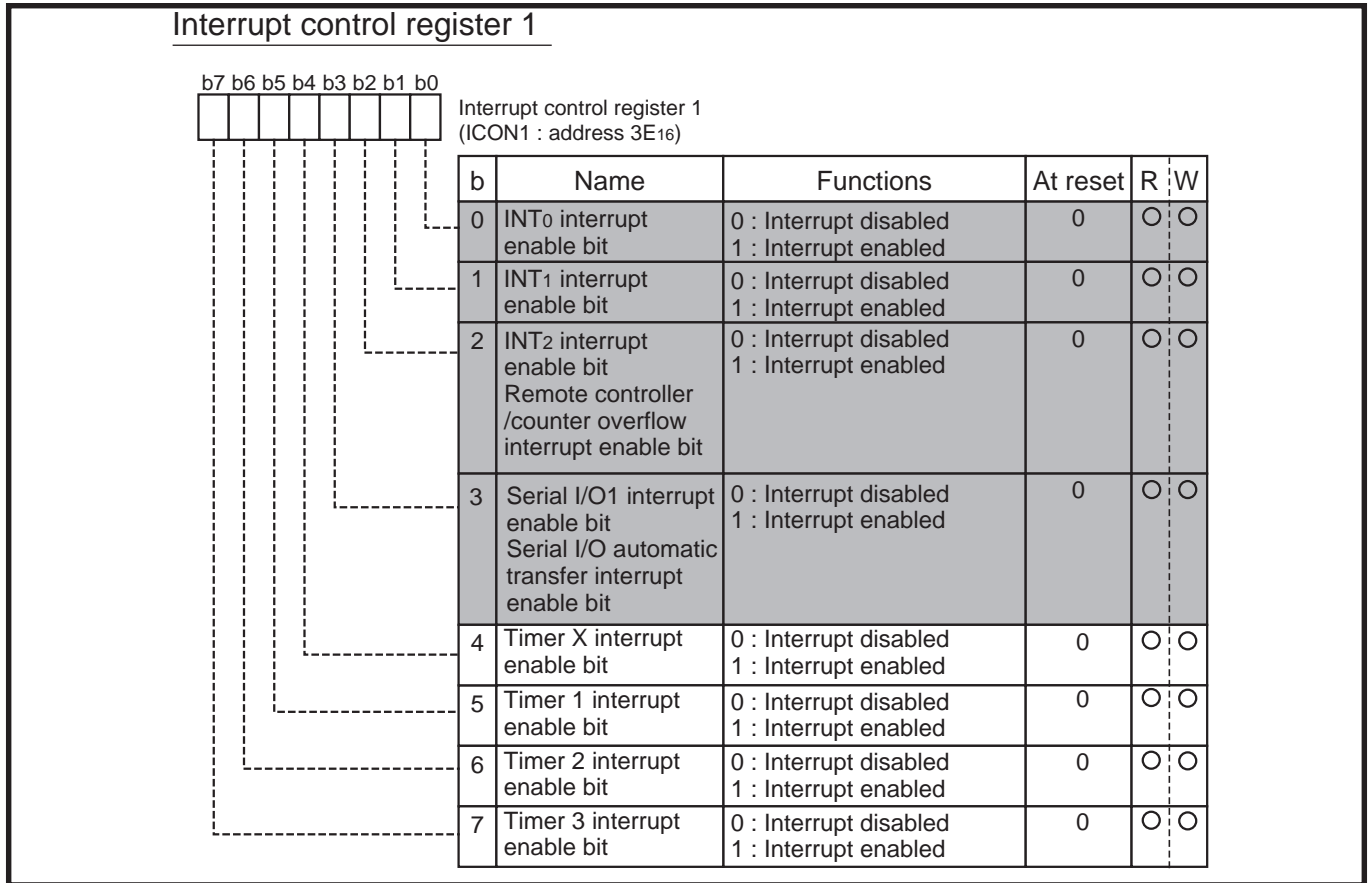 Interrupt control register 1
b7 b6 b5 b4 b3 b2 b1 b0
Interrupt control register 1
(ICON1 : address 3E16)
b Name Functions At reset R W
0 INT0 interrupt 0 : Interrupt disabled 0 O O
enable bit 1 : Interrupt enabled
1 INT1 interrupt 0 : Interrupt disabled 0 O O
enable bit 1 : Interrupt enabled
2 INT2 interrupt 0 : Interrupt disabled 0 O O
enable bit 1 : Interrupt enabled
Remote controller
/counter overflow
interrupt enable bit
3 Serial I/O1 interrupt 0 : Interrupt disabled 0 O O
enable bit 1 : Interrupt enabled
Serial I/O automatic
transfer interrupt
enable bit
4 Timer X interrupt 0 : Interrupt disabled 0 O O
enable bit 1 : Interrupt enabled
5 Timer 1 interrupt 0 : Interrupt disabled 0 O O
enable bit 1 : Interrupt enabled
6 Timer 2 interrupt 0 : Interrupt disabled 0 O O
enable bit 1 : Interrupt enabled
7 Timer 3 interrupt 0 : Interrupt disabled 0 O O
enable bit 1 : Interrupt enabled